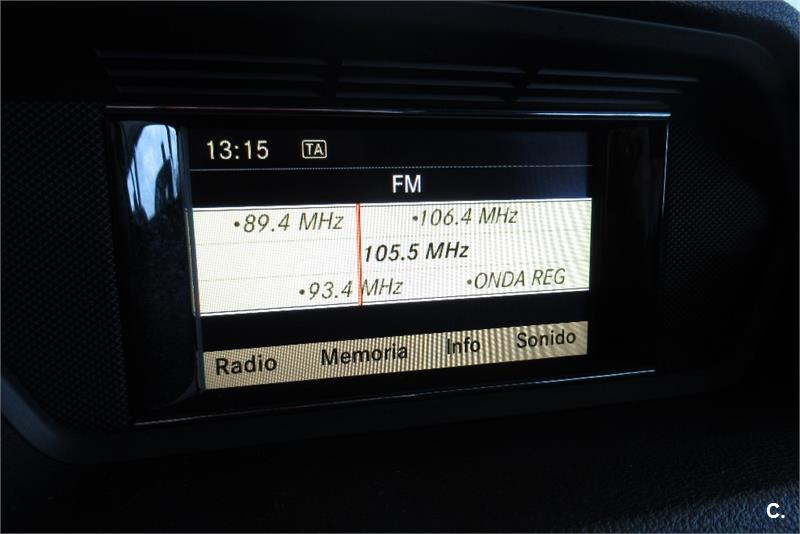 13:15 TA
FM
•89.4 MHz •106.4 MHz
105.5 MHz
•93.4 MHz •ONDA REG
Radio Memoria Info Sonido
C.